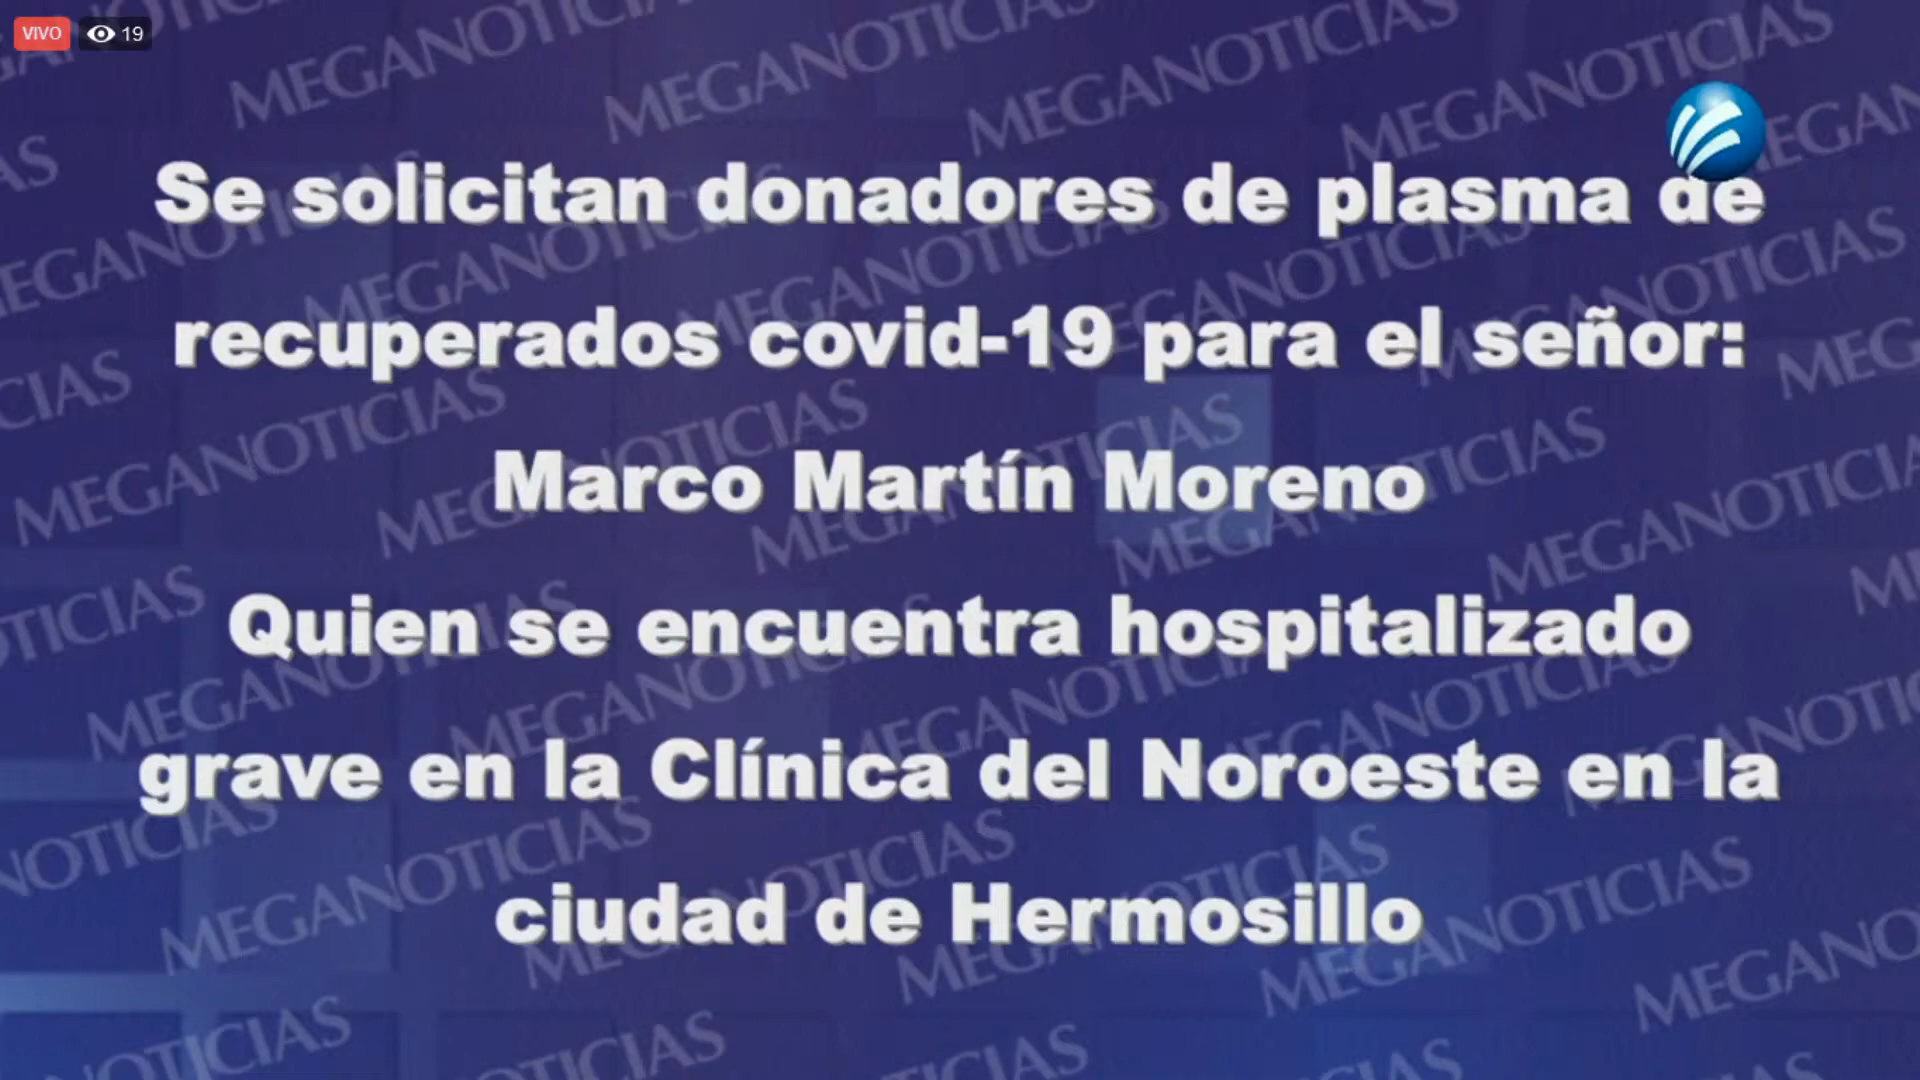 VIVO 19
Se solicitan donadores de plasma de
recuperados covid-19 para el señor:
Marco Martín Moreno
Quien se encuentra hospitalizado
grave en la Clínica del Noroeste en la
ciudad de Hermosillo
MEGANOTICIAS